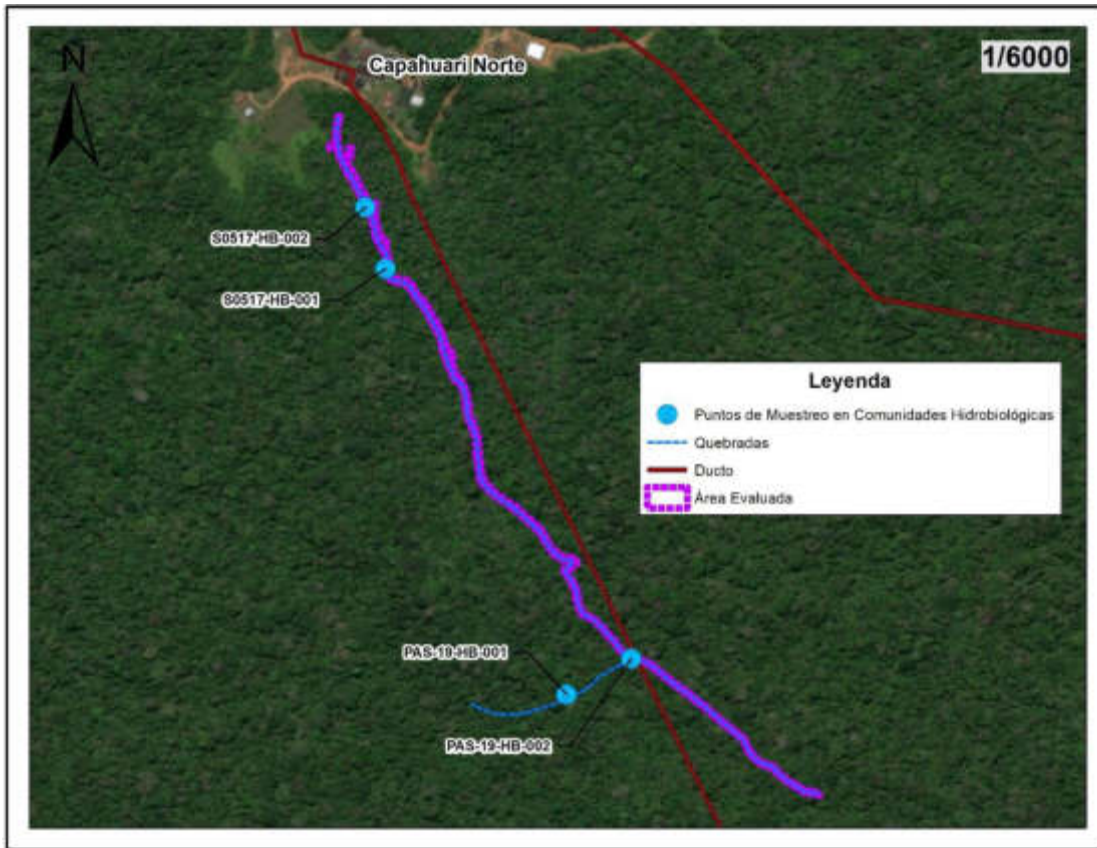 N
Capahuari Norte
1/6000
S0517-HB-002
S0517-HB-001
Leyenda
Puntos de Muestreo en Comunidades Hidrobiológicas
Quebradas
Ducto
Área Evaluada
PAS-19-HB-001
PAS-19-HB-002